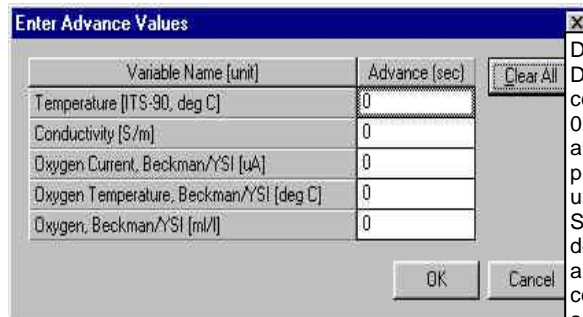 Enter Advance Values
Variable Name [unit] Advance (sec) Clear All
Temperature [ITS-90, deg C] 0
Conductivity [S/m] 0
Oxygen Current, Beckman/YSI [uA] 0
Oxygen Temperature, Beckman/YSI [deg C] 0
Oxygen, Beckman/YSI [ml/l] 0
OK Cancel